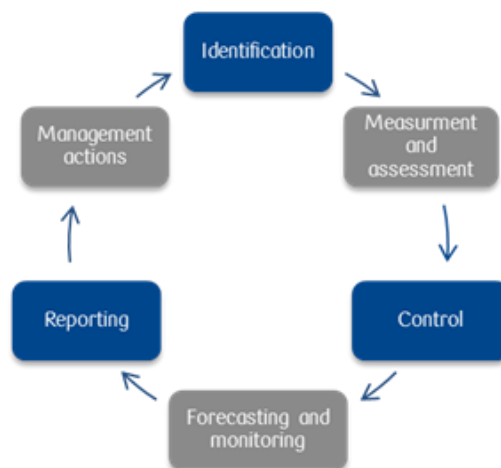 Identification
Measurment
and
assessment
Control
Forecasting and
monitoring
Reporting
Management
actions